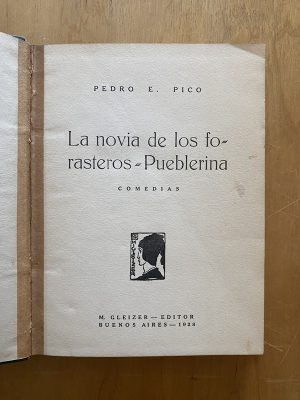 PEDRO E. PICO
La novia de los fo-
rasteros-Pueblerina
COMEDIAS
M. GLEIZER — EDITOR
BUENOS AIRES — 1928